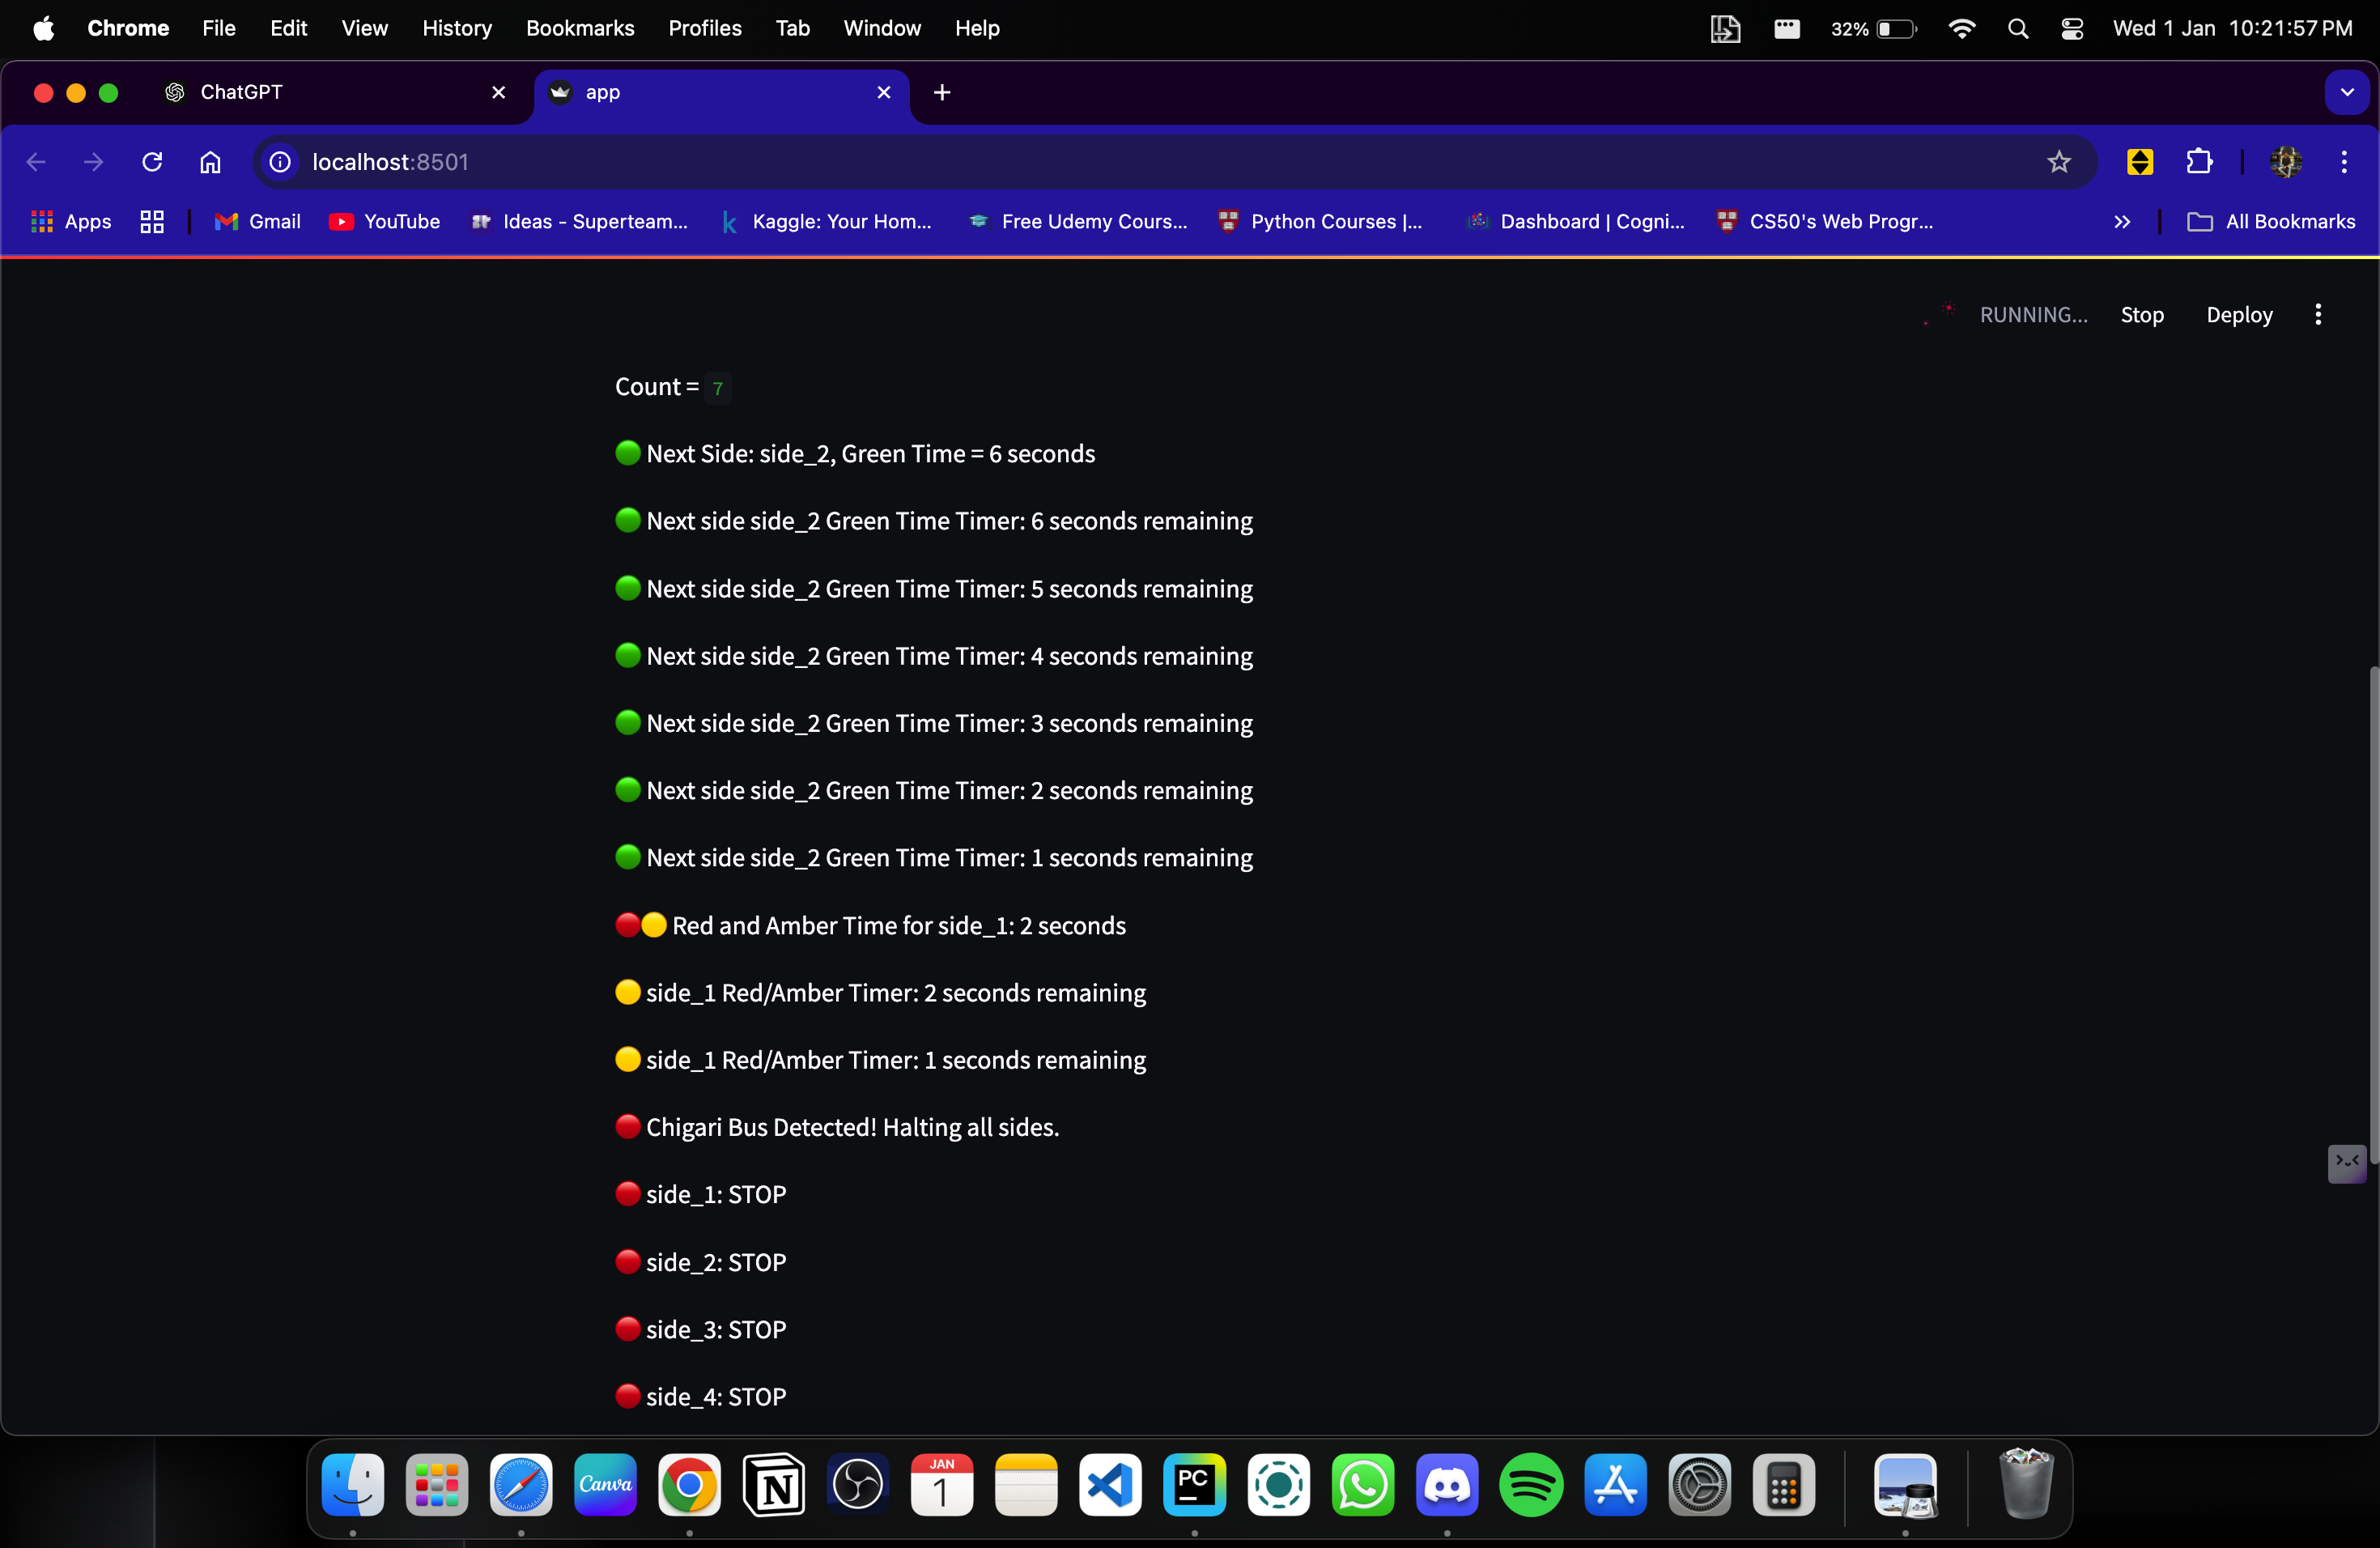 Chrome File Edit View History Bookmarks Profiles Tab Window Help 32% Wed 1 Jan 10:21:57 PM
ChatGPT app
localhost:8501
Apps Gmail YouTube Ideas - Superteam... Kaggle: Your Hom... Free Udemy Cours... Python Courses |... Dashboard | Cogni... CS50's Web Progr... All Bookmarks
RUNNING... Stop Deploy
Count = 7
Next Side: side_2, Green Time = 6 seconds
Next side side_2 Green Time Timer: 6 seconds remaining
Next side side_2 Green Time Timer: 5 seconds remaining
Next side side_2 Green Time Timer: 4 seconds remaining
Next side side_2 Green Time Timer: 3 seconds remaining
Next side side_2 Green Time Timer: 2 seconds remaining
Next side side_2 Green Time Timer: 1 seconds remaining
Red and Amber Time for side_1: 2 seconds
side_1 Red/Amber Timer: 2 seconds remaining
side_1 Red/Amber Timer: 1 seconds remaining
Chigari Bus Detected! Halting all sides.
side_1: STOP
side_2: STOP
side_3: STOP
side_4: STOP
Canva JAN 1 PC